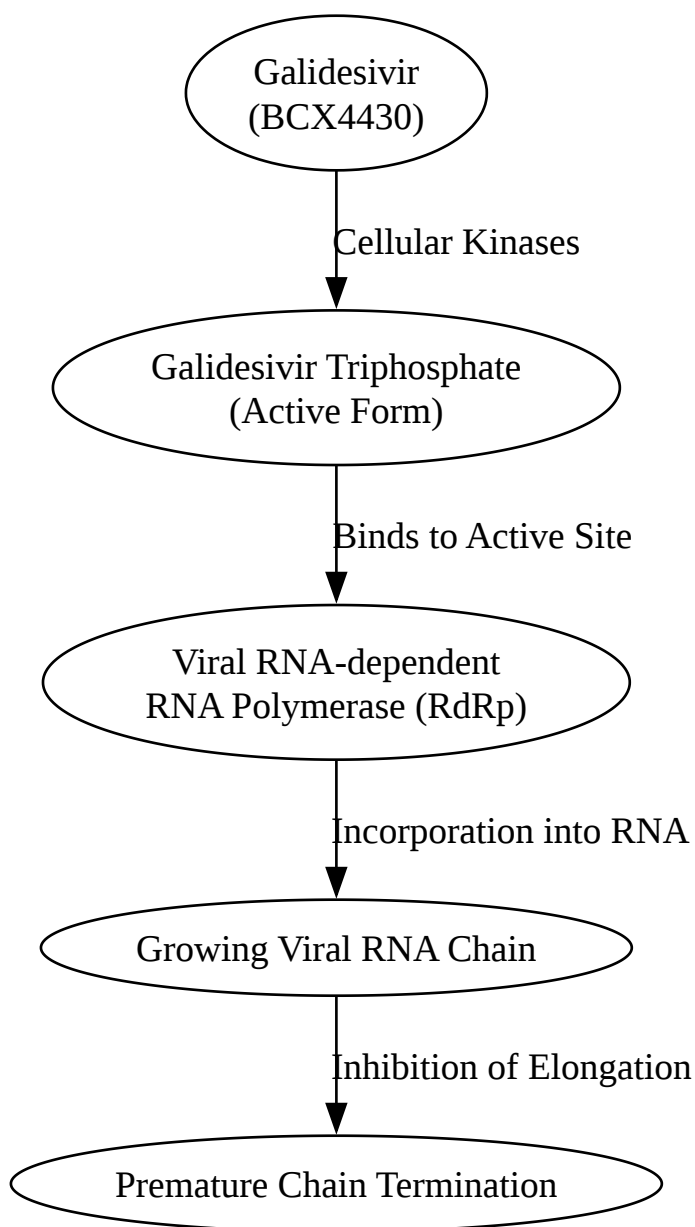 Galidesivir
(BCX4430)
Cellular Kinases
Galidesivir Triphosphate
(Active Form)
Binds to Active Site
Viral RNA-dependent
RNA Polymerase (RdRp)
Incorporation into RNA
Growing Viral RNA Chain
Inhibition of Elongation
Premature Chain Termination